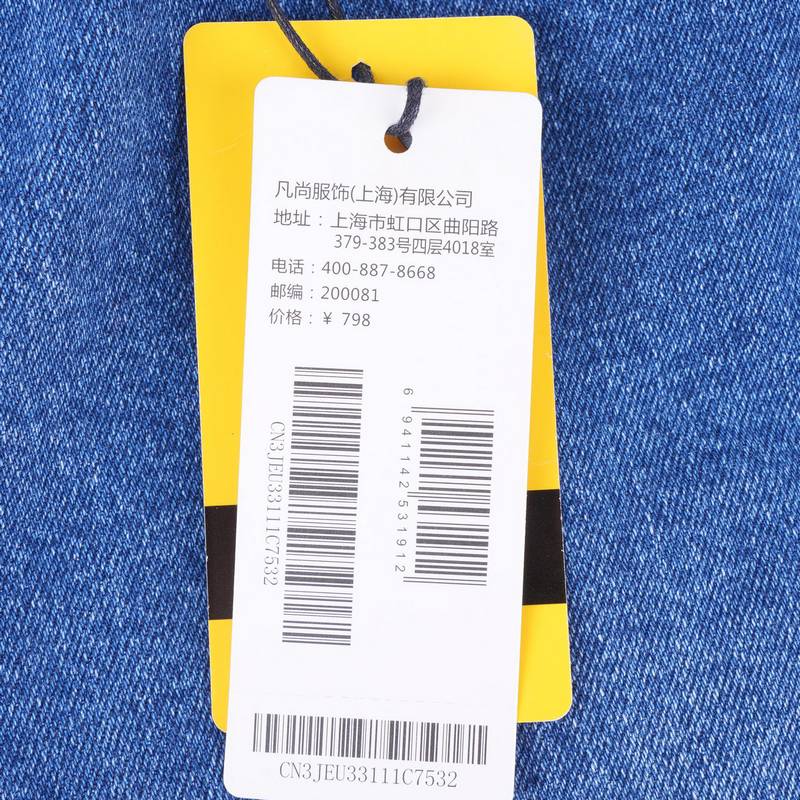 凡尚服饰(上海)有限公司
地址：上海市虹口区曲阳路
379-383号四层4018室
电话：400-887-8668
邮编：200081
价格：¥ 798
CN3JEU33111C7532
6 941142 531912
CN3JEU33111C7532